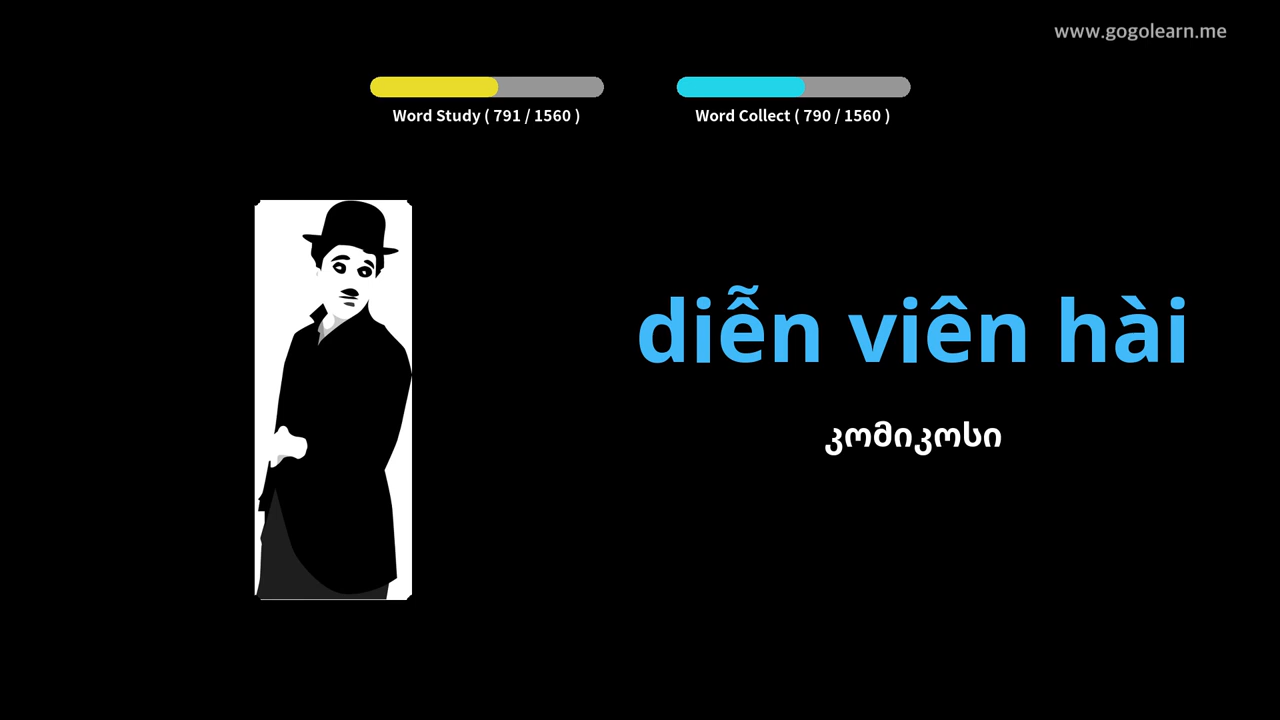 www.gogolearn.me
Word Study ( 791 / 1560 )
Word Collect ( 790 / 1560 )
diễn viên hài
კომიკოსი